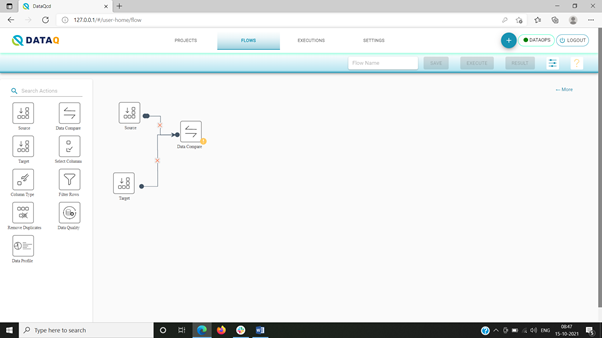 DataQcd
127.0.0.1/#/user-home/flow
DATAQ
PROJECTS
FLOWS
EXECUTIONS
SETTINGS
+
DATAOPS
LOGOUT
Flow Name
SAVE
EXECUTE
RESULT
?
Search Actions
Source
Data Compare
Target
Select Columns
Column Type
Filter Rows
Remove Duplicates
Data Quality
Data Profile
← More
Source
Data Compare
Target
Type here to search
ENG
08:47
15-10-2021